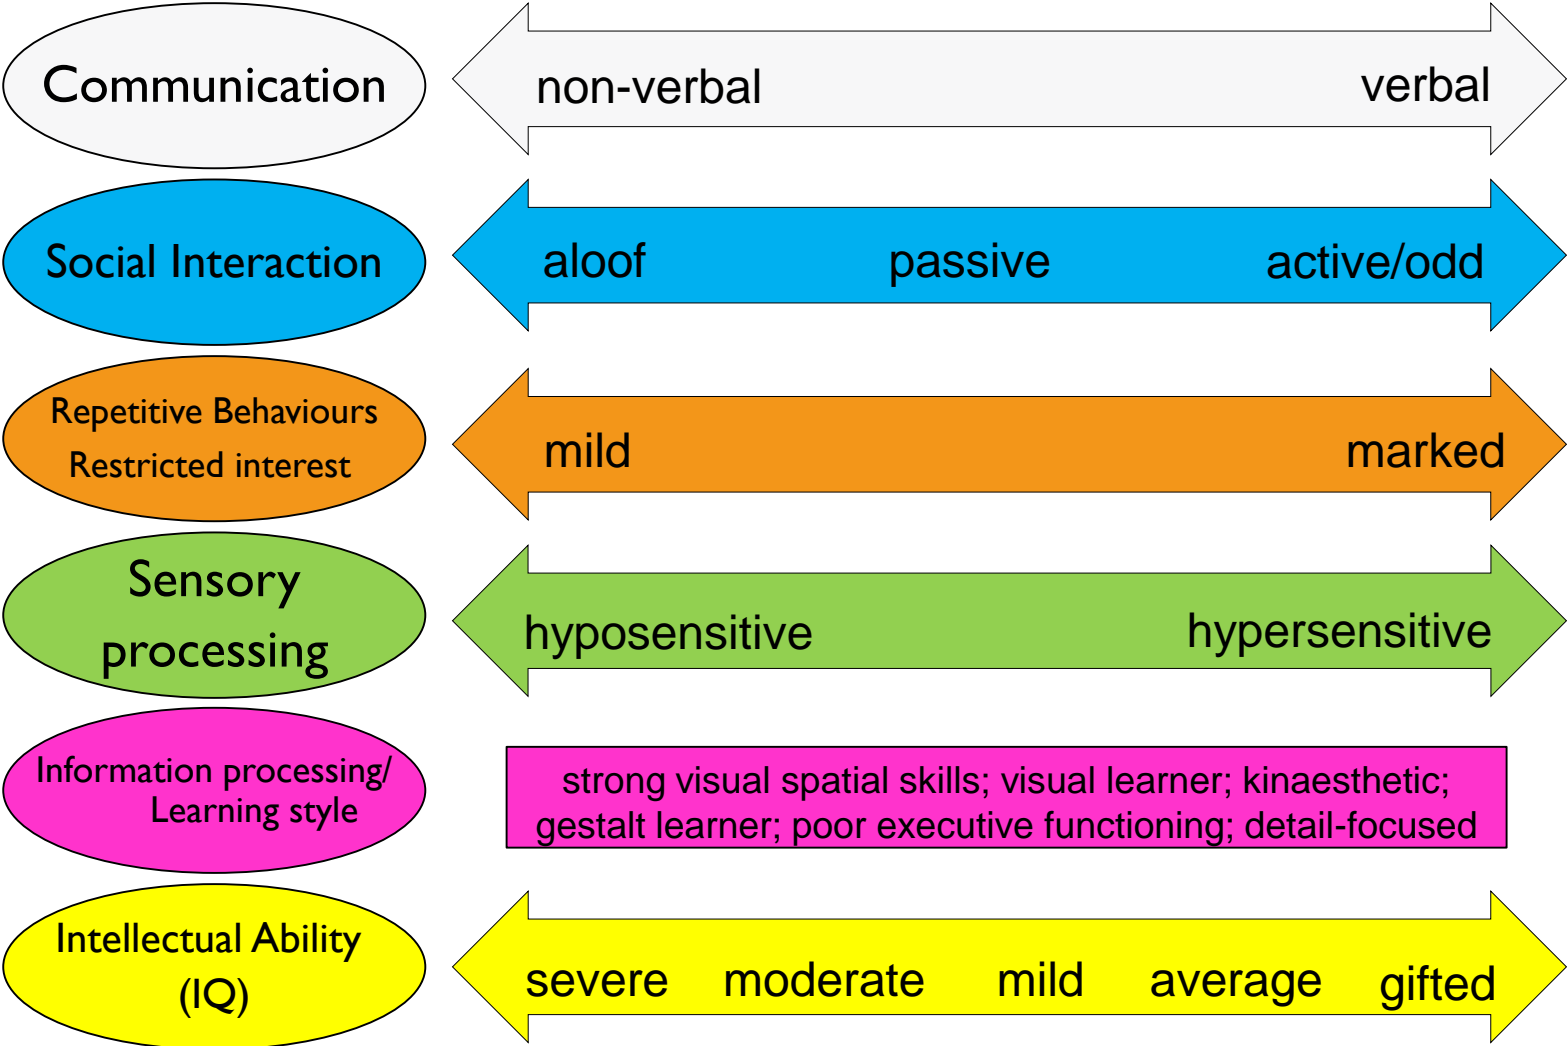 Communication
non-verbal verbal
Social Interaction
aloof passive active/odd
Repetitive Behaviours
Restricted interest
mild marked
Sensory
processing
hyposensitive hypersensitive
Information processing/
Learning style
strong visual spatial skills; visual learner; kinaesthetic;
gestalt learner; poor executive functioning; detail-focused
Intellectual Ability
(IQ)
severe moderate mild average gifted